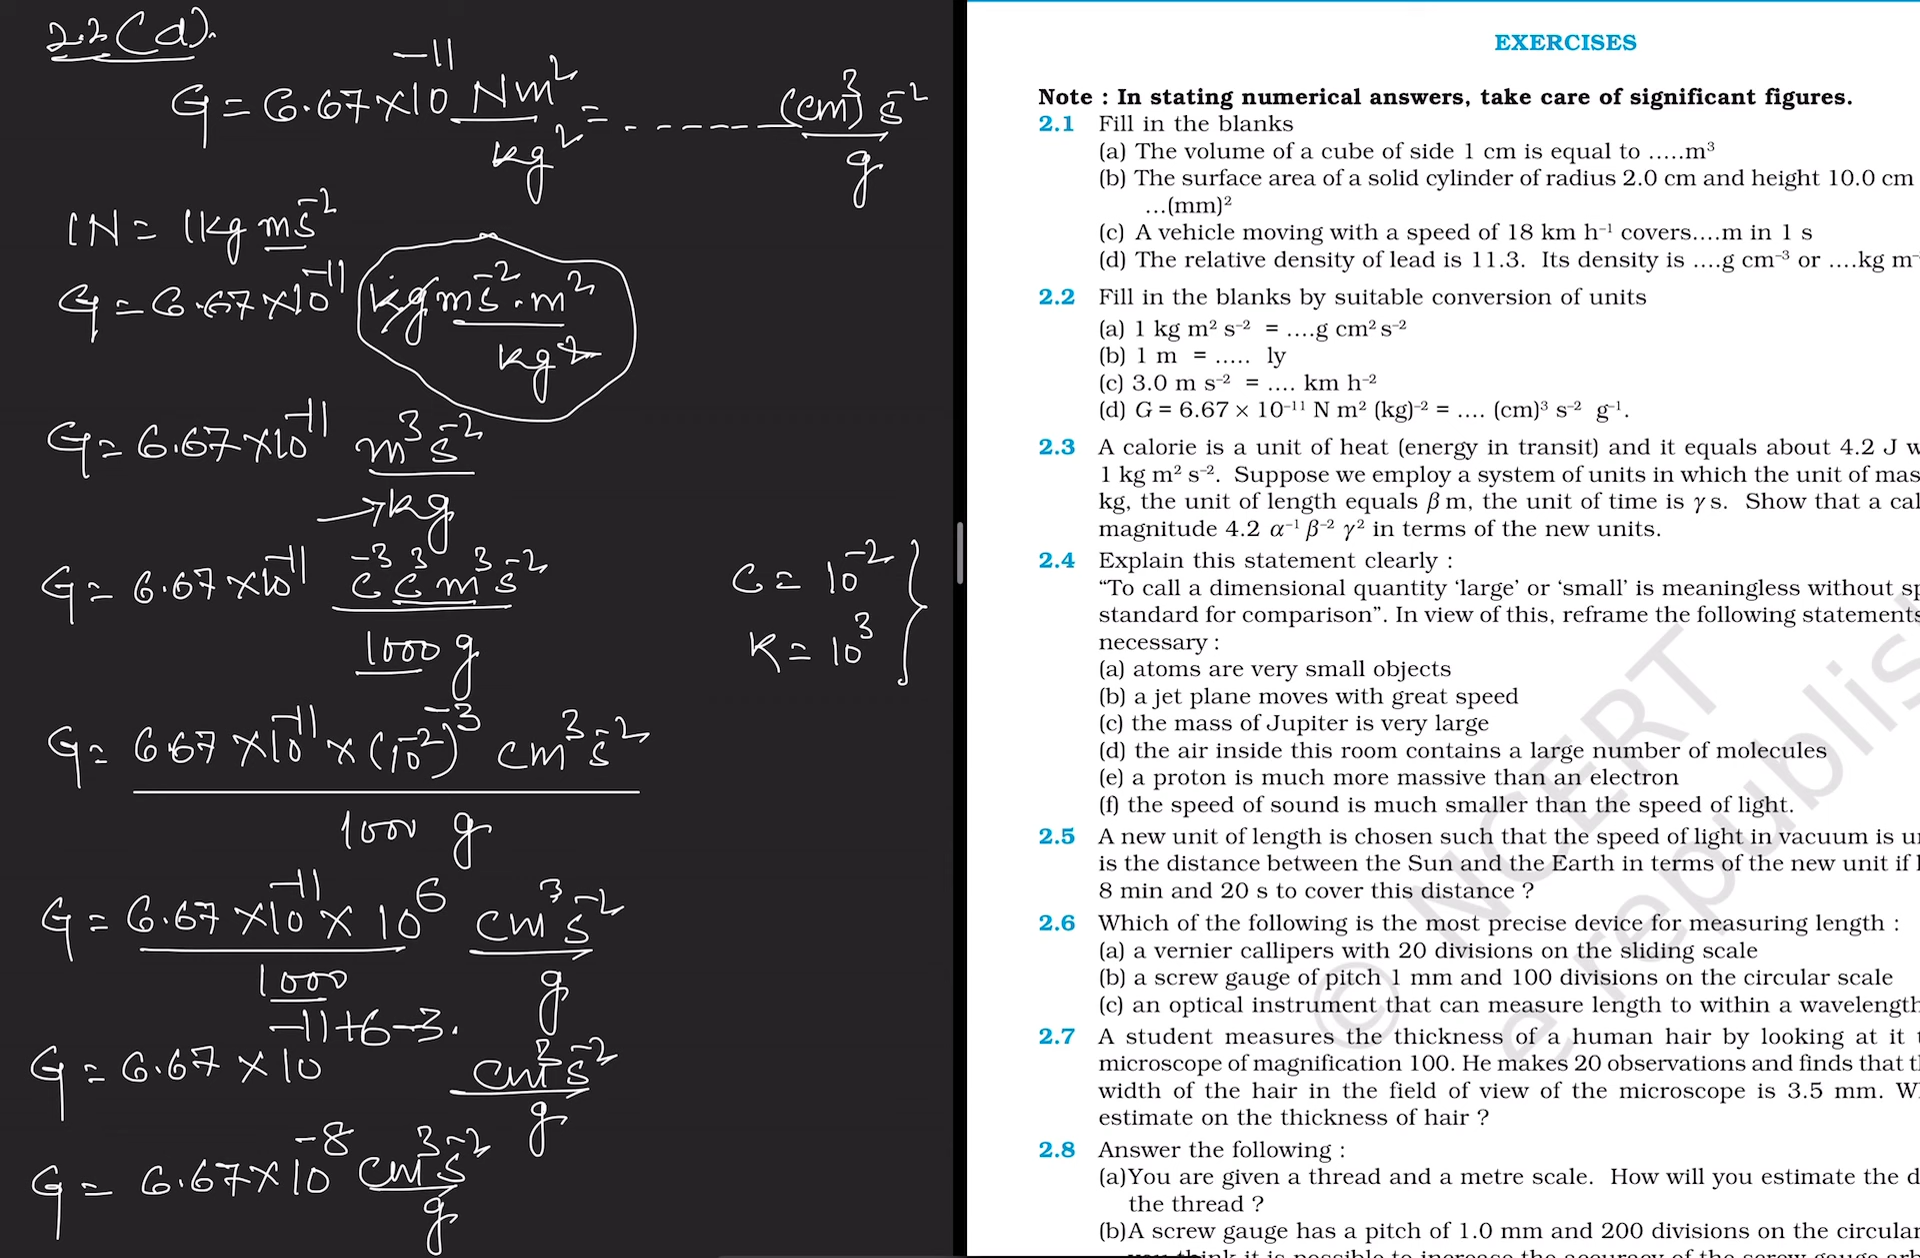 2.2(d).
G = 6.67×10⁻¹¹ Nm²/kg² = .------ (cm)³ s⁻²/g
1N = 1kg ms⁻²
G = 6.67×10⁻¹¹ kg ms⁻².m²/kg²
G = 6.67×10⁻¹¹ m³s⁻²/kg
G = 6.67×10⁻¹¹ c⁻³c³m³s⁻²/1000 g
c = 10⁻²
K = 10³
G = 6.67×10⁻¹¹×(10⁻²)⁻³ cm³s⁻²/1000 g
G = 6.67×10⁻¹¹×10⁶/1000 cm³s⁻²/g
G = 6.67×10⁻¹¹⁺⁶⁻³. cm³s⁻²/g
G = 6.67×10⁻⁸ cm³s⁻²/g
EXERCISES
Note : In stating numerical answers, take care of significant figures.
2.1 Fill in the blanks
(a) The volume of a cube of side 1 cm is equal to .....m³
(b) The surface area of a solid cylinder of radius 2.0 cm and height 10.0 cm
...(mm)²
(c) A vehicle moving with a speed of 18 km h⁻¹ covers....m in 1 s
(d) The relative density of lead is 11.3. Its density is ....g cm⁻³ or ....kg m⁻
2.2 Fill in the blanks by suitable conversion of units
(a) 1 kg m² s⁻² = ....g cm² s⁻²
(b) 1 m = ..... ly
(c) 3.0 m s⁻² = .... km h⁻²
(d) G = 6.67 × 10⁻¹¹ N m² (kg)⁻² = .... (cm)³ s⁻² g⁻¹.
2.3 A calorie is a unit of heat (energy in transit) and it equals about 4.2 J w
1 kg m² s⁻². Suppose we employ a system of units in which the unit of mas
kg, the unit of length equals β m, the unit of time is γ s. Show that a cal
magnitude 4.2 α⁻¹ β⁻² γ² in terms of the new units.
2.4 Explain this statement clearly :
“To call a dimensional quantity ‘large’ or ‘small’ is meaningless without sp
standard for comparison”. In view of this, reframe the following statements
necessary :
(a) atoms are very small objects
(b) a jet plane moves with great speed
(c) the mass of Jupiter is very large
(d) the air inside this room contains a large number of molecules
(e) a proton is much more massive than an electron
(f) the speed of sound is much smaller than the speed of light.
2.5 A new unit of length is chosen such that the speed of light in vacuum is u
is the distance between the Sun and the Earth in terms of the new unit if
8 min and 20 s to cover this distance ?
2.6 Which of the following is the most precise device for measuring length :
(a) a vernier callipers with 20 divisions on the sliding scale
(b) a screw gauge of pitch 1 mm and 100 divisions on the circular scale
(c) an optical instrument that can measure length to within a wavelength
2.7 A student measures the thickness of a human hair by looking at it
microscope of magnification 100. He makes 20 observations and finds that
width of the hair in the field of view of the microscope is 3.5 mm. W
estimate on the thickness of hair ?
2.8 Answer the following :
(a)You are given a thread and a metre scale. How will you estimate the d
the thread ?
(b)A screw gauge has a pitch of 1.0 mm and 200 divisions on the circular
© NCERT
republis